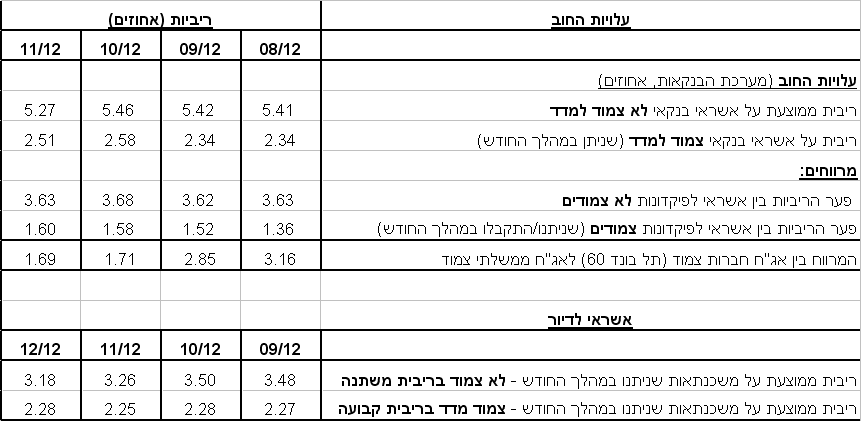 עלויות החוב ריביות (אחוזים)
08/12 09/12 10/12 11/12
עלויות החוב (מערכת הבנקאות, אחוזים)
ריבית ממוצעת על אשראי בנקאי לא צמוד למדד 5.41 5.42 5.46 5.27
ריבית על אשראי בנקאי צמוד למדד (שניתן במהלך החודש) 2.34 2.34 2.58 2.51
מרווחים:
פער הריביות בין אשראי לפיקדונות לא צמודים 3.63 3.62 3.68 3.63
פער הריביות בין אשראי לפיקדונות צמודים (שניתנו/התקבלו במהלך החודש) 1.36 1.52 1.58 1.60
המרווח בין אג"ח חברות צמוד (תל בונד 60) לאג"ח ממשלתי צמוד 3.16 2.85 1.71 1.69
אשראי לדיור
09/12 10/12 11/12 12/12
ריבית ממוצעת על משכנתאות שניתנו במהלך החודש - לא צמוד בריבית משתנה 3.48 3.50 3.26 3.18
ריבית ממוצעת על משכנתאות שניתנו במהלך החודש - צמוד מדד בריבית קבועה 2.27 2.28 2.25 2.28